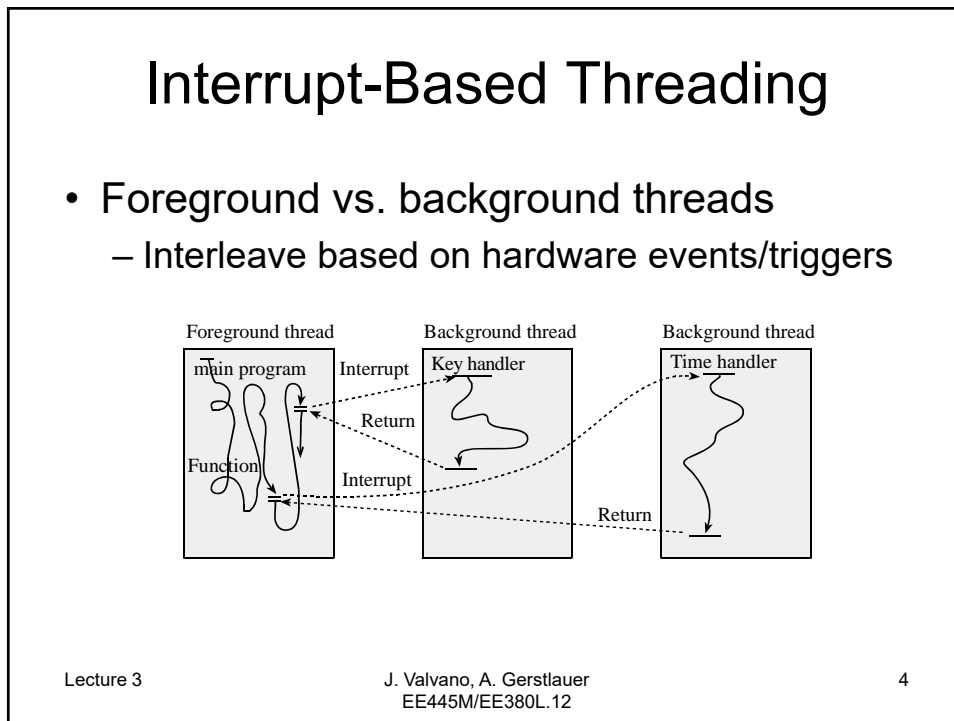 Interrupt-Based Threading
• Foreground vs. background threads
– Interleave based on hardware events/triggers
Foreground thread
Background thread
Background thread
main program
Interrupt
Key handler
Time handler
Return
Function
Interrupt
Return
Lecture 3
J. Valvano, A. Gerstlauer
EE445M/EE380L.12
4